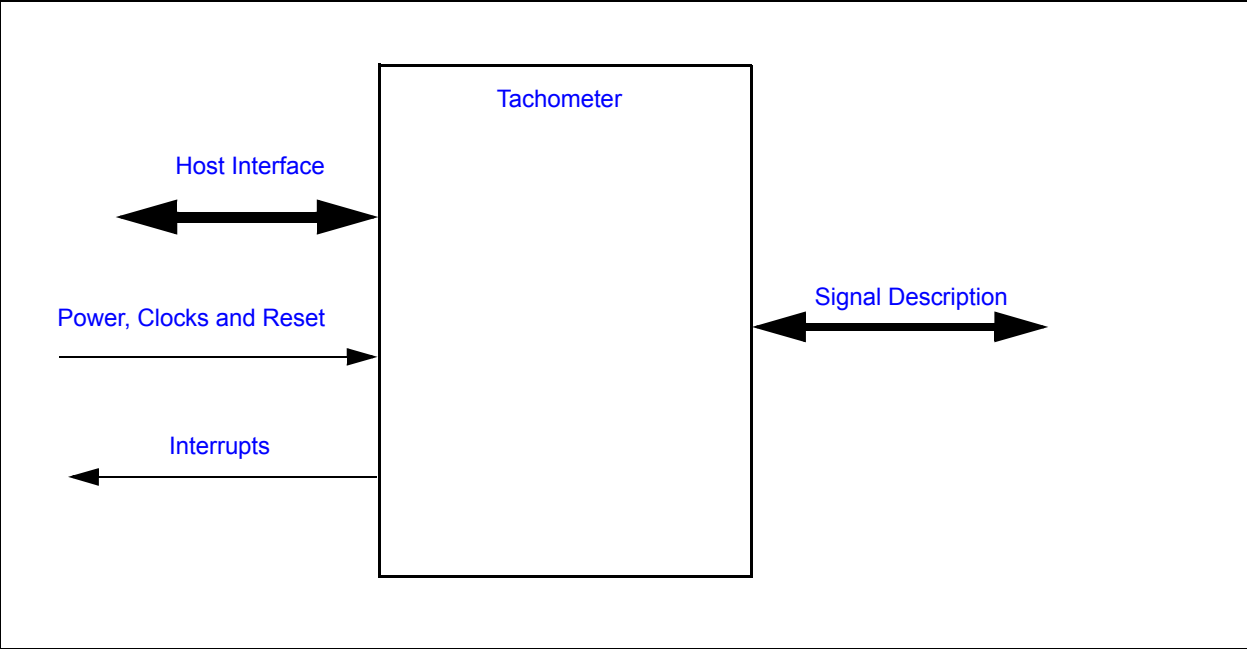 Tachometer
Host Interface
Signal Description
Power, Clocks and Reset
Interrupts